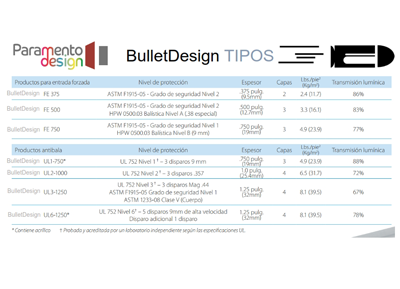 Paramento
design
BulletDesign TIPOS
Productos para entrada forzada Nivel de protección Espesor Capas Lbs./pie² (Kg/m²) Transmisión lumínica
BulletDesign FE 375 ASTM F1915-05 - Grado de seguridad Nivel 2 .375 pulg. (9.5mm) 2 2.4 (11.7) 86%
BulletDesign FE 500 ASTM F1915-05 - Grado de seguridad Nivel 2
HPW 0500.03 Balística Nivel A (.38 especial) .500 pulg. (12.7mm) 3 3.3 (16.1) 83%
BulletDesign FE 750 ASTM F1915-05 - Grado de seguridad Nivel 1
HPW 0500.03 Balística Nivel B (9 mm) .750 pulg. (19mm) 3 4.9 (23.9) 77%
Productos antibala Nivel de protección Espesor Capas Lbs./pie² (Kg/m²) Transmisión lumínica
BulletDesign UL1-750* UL 752 Nivel 1† – 3 disparos 9 mm .750 pulg. (19mm) 3 4.9 (23.9) 88%
BulletDesign UL2-1000 UL 752 Nivel 2† – 3 disparos .357 1.0 pulg. (25.4mm) 4 6.5 (31.7) 72%
BulletDesign UL3-1250 UL 752 Nivel 3† – 3 disparos Mag .44
ASTM F1915-05 Grado de seguridad Nivel 1
ASTM 1233-08 Clase V (Cuerpo) 1.25 pulg. (32mm) 4 8.1 (39.5) 67%
BulletDesign UL6-1250* UL 752 Nivel 6† – 5 disparos 9mm de alta velocidad
Disparo adicional 1 disparo 1.25 pulg. (32mm) 4 8.1 (39.5) 78%
* Contiene acrílico † Probado y acreditado por un laboratorio independiente según las especificaciones UL.